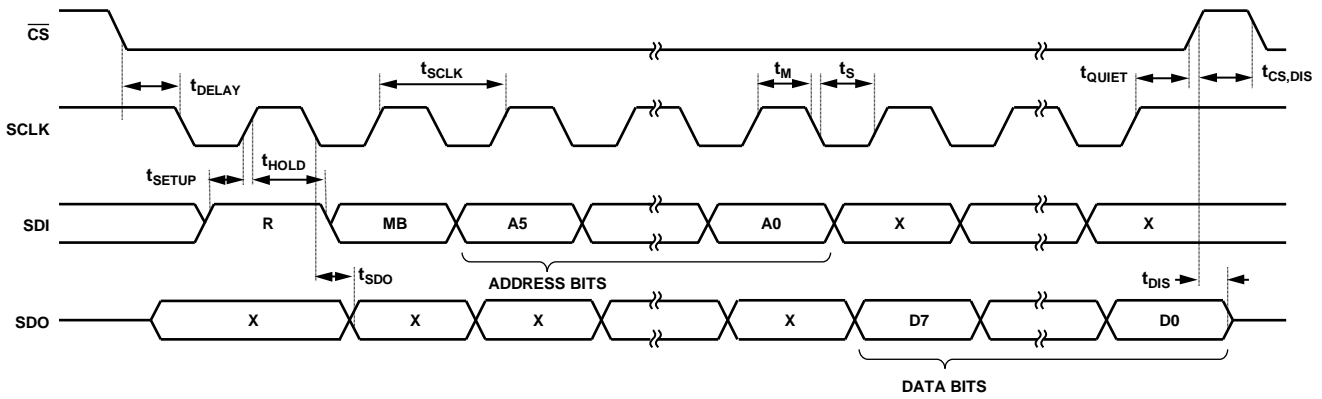 CS
tDELAY
tSCLK
tM
tS
tQUIET
tCS,DIS
SCLK
tSETUP
tHOLD
SDI
R
MB
A5
A0
X
X
tSDO
ADDRESS BITS
tDIS
SDO
X
X
X
X
D7
D0
DATA BITS